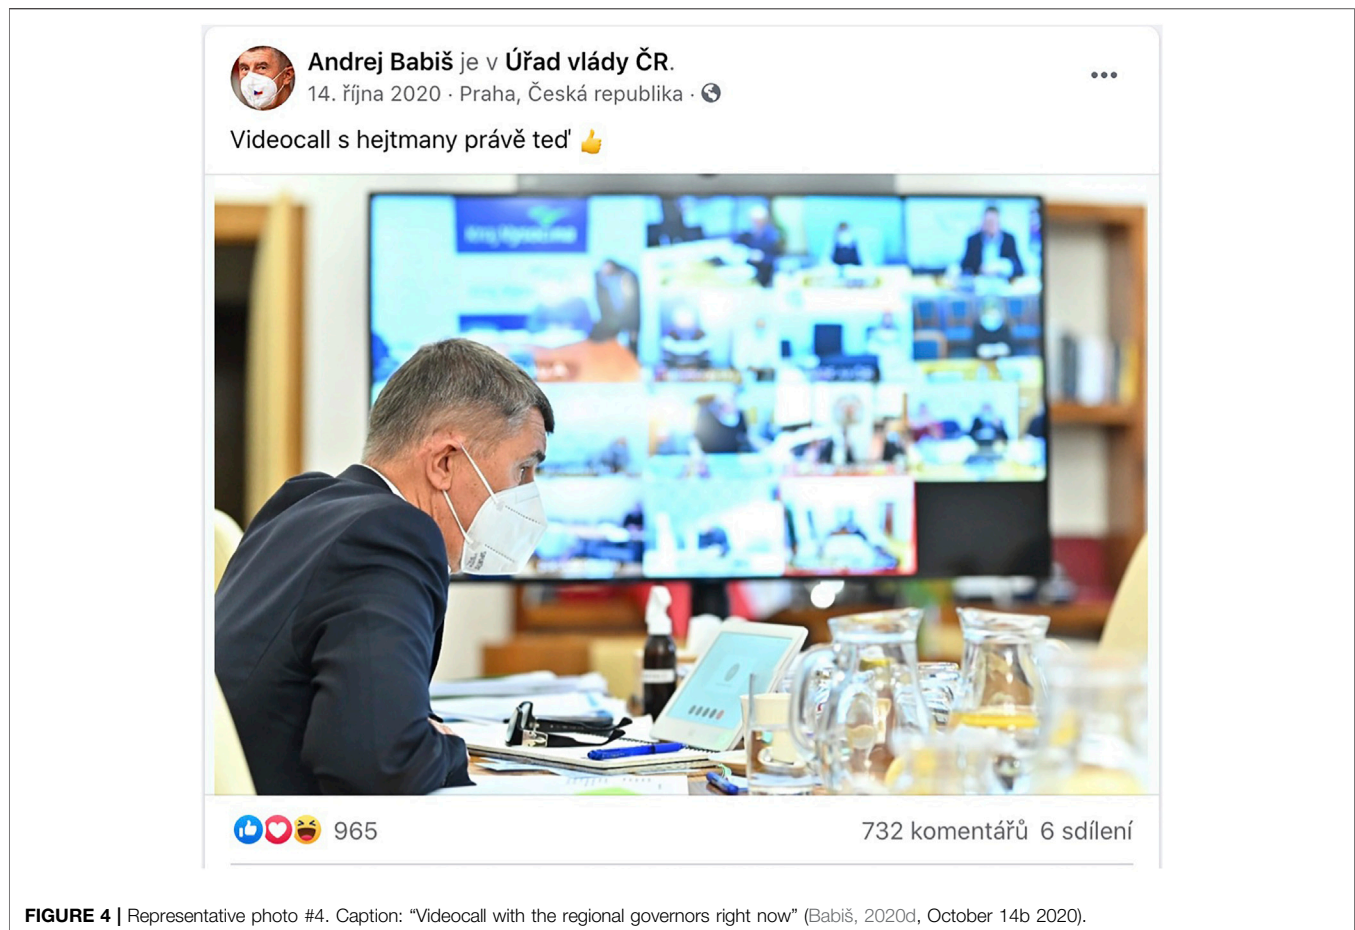 Andrej Babiš je v Úřad vlády ČR.
14. října 2020 · Praha, Česká republika ·
Videocall s hejtmany právě teď 👍
Kraj Vysočina
965
732 komentářů 6 sdílení
FIGURE 4 | Representative photo #4. Caption: “Videocall with the regional governors right now” (Babiš, 2020d, October 14b 2020).